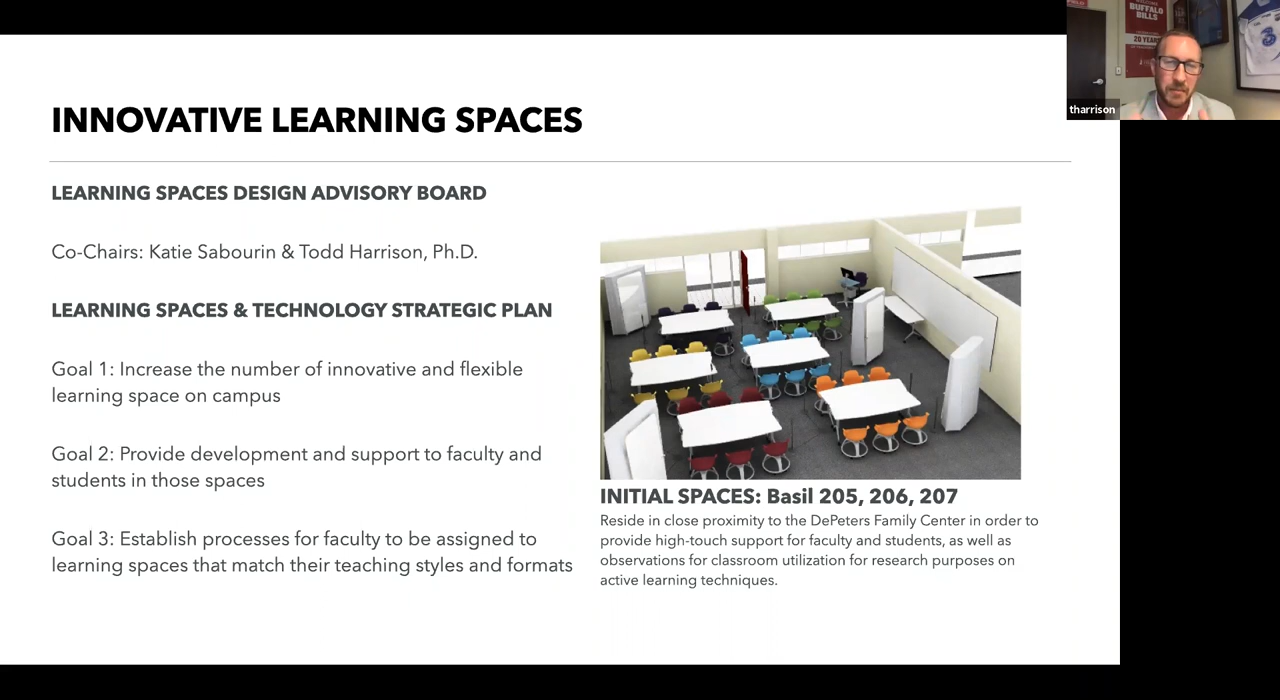 INNOVATIVE LEARNING SPACES
LEARNING SPACES DESIGN ADVISORY BOARD
Co-Chairs: Katie Sabourin & Todd Harrison, Ph.D.
LEARNING SPACES & TECHNOLOGY STRATEGIC PLAN
Goal 1: Increase the number of innovative and flexible
learning space on campus
Goal 2: Provide development and support to faculty and
students in those spaces
Goal 3: Establish processes for faculty to be assigned to
learning spaces that match their teaching styles and formats
INITIAL SPACES: Basil 205, 206, 207
Reside in close proximity to the DePeters Family Center in order to
provide high-touch support for faculty and students, as well as
observations for classroom utilization for research purposes on
active learning techniques.
BUFFALO
BILLS
20 YEARS
3
tharrison